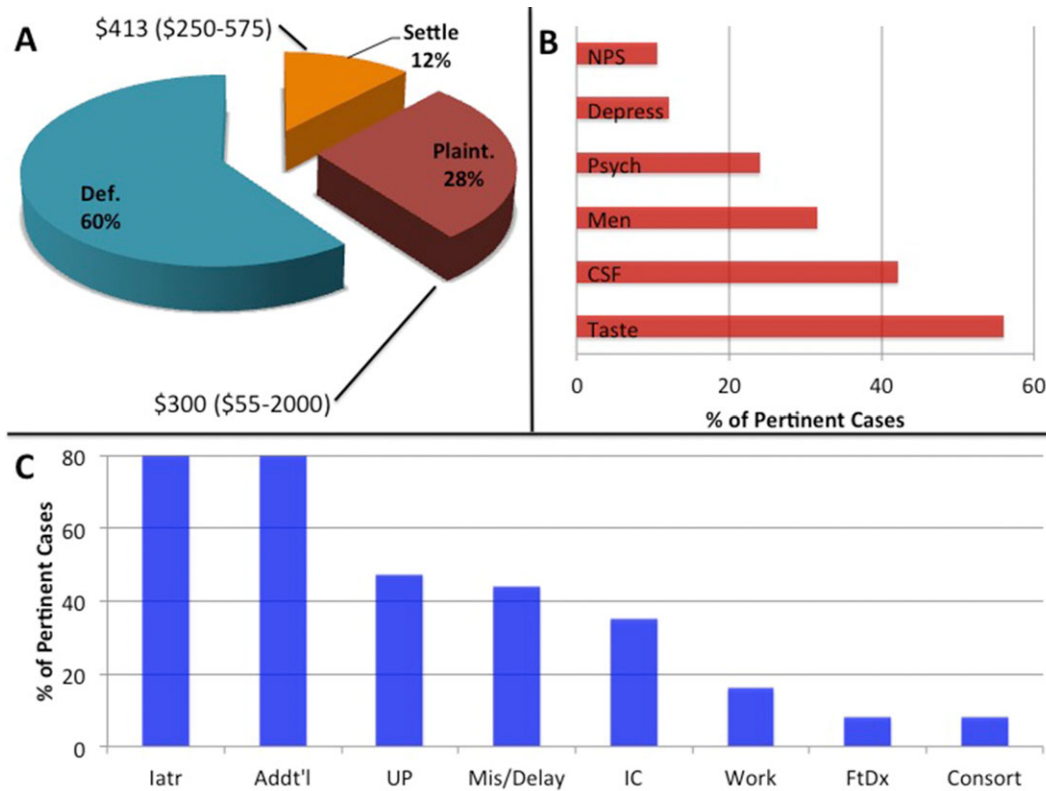 A
$413 ($250-575)
Settle
12%
Plaint.
28%
Def.
60%
$300 ($55-2000)
B
NPS
Depress
Psych
Men
CSF
Taste
0 20 40 60
% of Pertinent Cases
C
% of Pertinent Cases
80
60
40
20
0
Iatr Addt'l UP Mis/Delay IC Work FtDx Consort